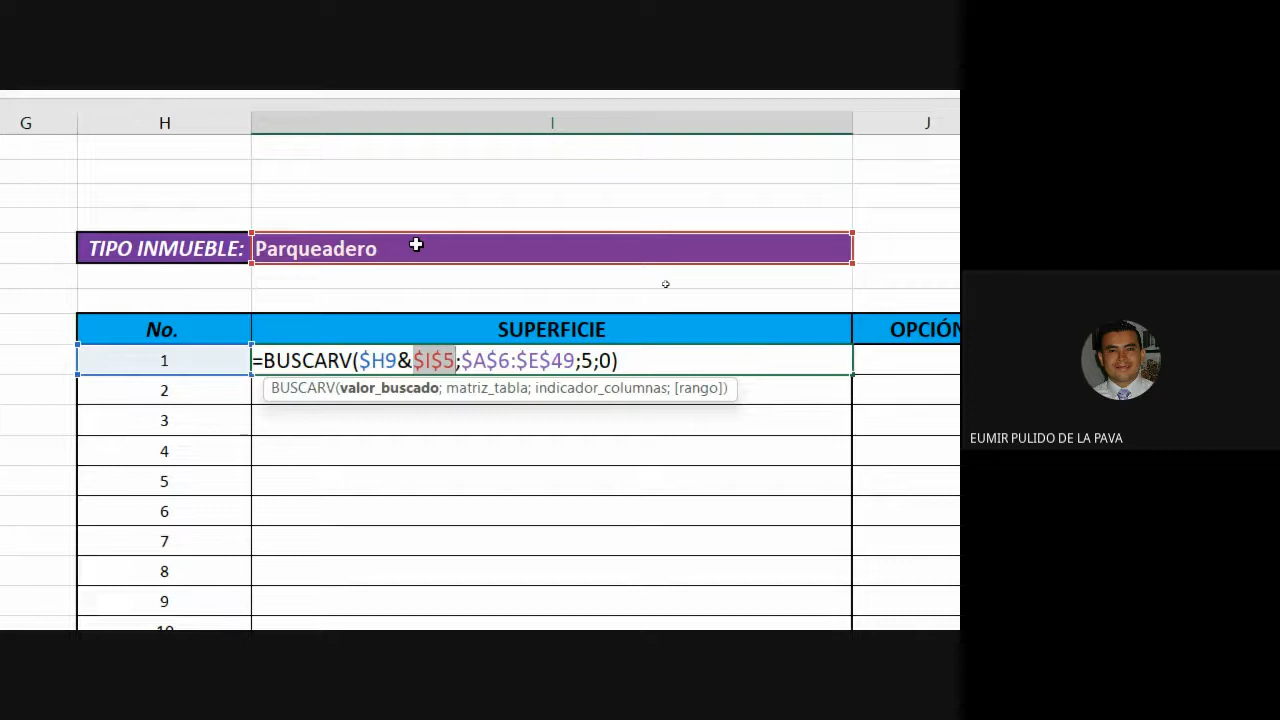 G H I J
TIPO INMUEBLE: Parqueadero
No. SUPERFICIE OPCIÓN
1 =BUSCARV($H9&$I$5;$A$6:$E$49;5;0)
BUSCARV(valor_buscado; matriz_tabla; indicador_columnas; [rango])
2
3
4
5
6
7
8
9
10
EUMIR PULIDO DE LA PAVA